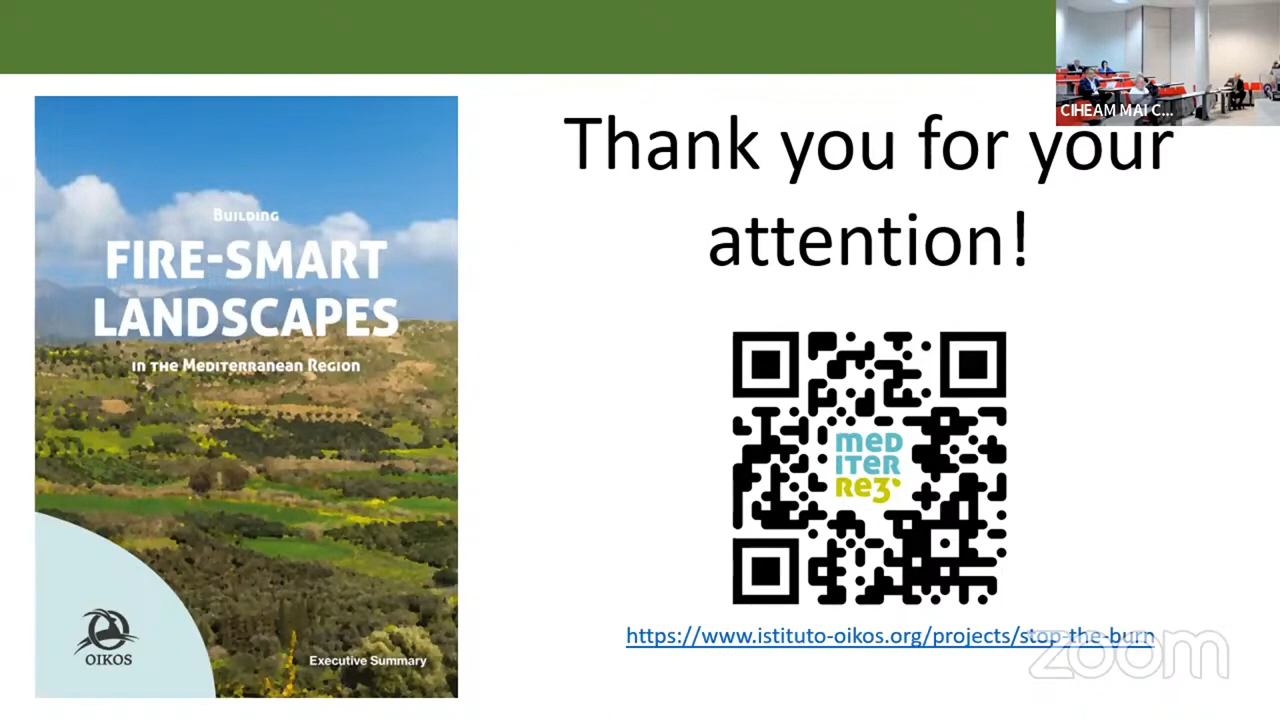 CIHEAM MAI C...
Thank you for your
attention!
Building
FIRE-SMART
LANDSCAPES
in the Mediterranean Region
OIKOS
Executive Summary
MED
ITER
RE3
https://www.istituto-oikos.org/projects/stop-the-burn
zoom